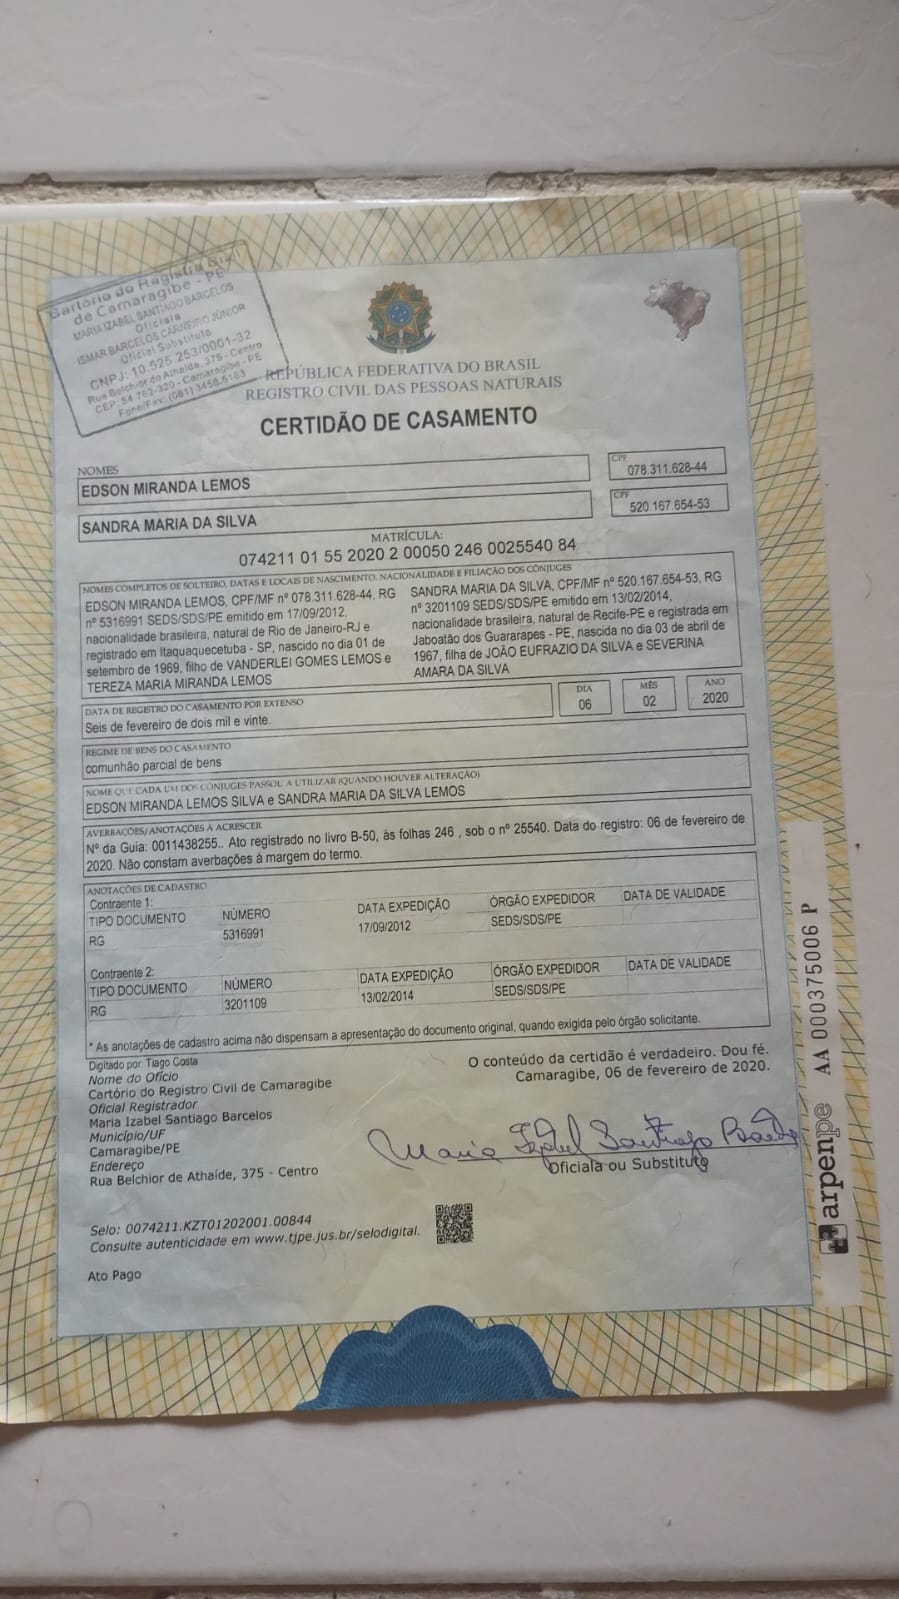 Cartório do Registro Civil
de Camaragibe - PE
MARIA IZABEL SANTIAGO BARCELOS
Oficiala
ISMAR BARCELOS CARNEIRO JÚNIOR
Oficial Substituto
CNPJ: 10.525.253/0001-32
Rua Belchior de Athaíde, 375 - Centro
CEP: 54.762-320 - Camaragibe - PE
Fone/Fax: (081) 3458-5163
REPÚBLICA FEDERATIVA DO BRASIL
REGISTRO CIVIL DAS PESSOAS NATURAIS
CERTIDÃO DE CASAMENTO
NOMES
EDSON MIRANDA LEMOS
CPF
078.311.628-44
SANDRA MARIA DA SILVA
CPF
520.167.654-53
MATRÍCULA:
074211 01 55 2020 2 00050 246 0025540 84
NOMES COMPLETOS DE SOLTEIRO, DATAS E LOCAIS DE NASCIMENTO, NACIONALIDADE E FILIAÇÃO DOS CÔNJUGES
EDSON MIRANDA LEMOS, CPF/MF nº 078.311.628-44, RG
nº 5316991 SEDS/SDS/PE emitido em 17/09/2012,
nacionalidade brasileira, natural de Rio de Janeiro-RJ e
registrado em Itaquaquecetuba - SP, nascido no dia 01 de
setembro de 1969, filho de VANDERLEI GOMES LEMOS e
TEREZA MARIA MIRANDA LEMOS
SANDRA MARIA DA SILVA, CPF/MF nº 520.167.654-53, RG
nº 3201109 SEDS/SDS/PE emitido em 13/02/2014,
nacionalidade brasileira, natural de Recife-PE e registrada em
Jaboatão dos Guararapes - PE, nascida no dia 03 de abril de
1967, filha de JOÃO EUFRAZIO DA SILVA e SEVERINA
AMARA DA SILVA
DATA DE REGISTRO DO CASAMENTO POR EXTENSO
Seis de fevereiro de dois mil e vinte.
DIA
06
MÊS
02
ANO
2020
REGIME DE BENS DO CASAMENTO
comunhão parcial de bens
NOME QUE CADA UM DOS CÔNJUGES PASSOU A UTILIZAR (QUANDO HOUVER ALTERAÇÃO)
EDSON MIRANDA LEMOS SILVA e SANDRA MARIA DA SILVA LEMOS
AVERBAÇÕES/ANOTAÇÕES À ACRESCER
Nº da Guia: 0011438255.. Ato registrado no livro B-50, às folhas 246 , sob o nº 25540. Data do registro: 06 de fevereiro de
2020. Não constam averbações à margem do termo.
ANOTAÇÕES DE CADASTRO
Contraente 1:
TIPO DOCUMENTO NÚMERO DATA EXPEDIÇÃO ÓRGÃO EXPEDIDOR DATA DE VALIDADE
RG 5316991 17/09/2012 SEDS/SDS/PE
Contraente 2:
TIPO DOCUMENTO NÚMERO DATA EXPEDIÇÃO ÓRGÃO EXPEDIDOR DATA DE VALIDADE
RG 3201109 13/02/2014 SEDS/SDS/PE
* As anotações de cadastro acima não dispensam a apresentação do documento original, quando exigida pelo órgão solicitante.
Digitado por: Tiago Costa
Nome do Ofício
Cartório do Registro Civil de Camaragibe
Oficial Registrador
Maria Izabel Santiago Barcelos
Município/UF
Camaragibe/PE
Endereço
Rua Belchior de Athaíde, 375 - Centro
O conteúdo da certidão é verdadeiro. Dou fé.
Camaragibe, 06 de fevereiro de 2020.
Maria Izabel Santiago Barcelos
Oficiala ou Substituto
Selo: 0074211.KZT01202001.00844
Consulte autenticidade em www.tjpe.jus.br/selodigital.
Ato Pago
arpenpe AA 000375006 P